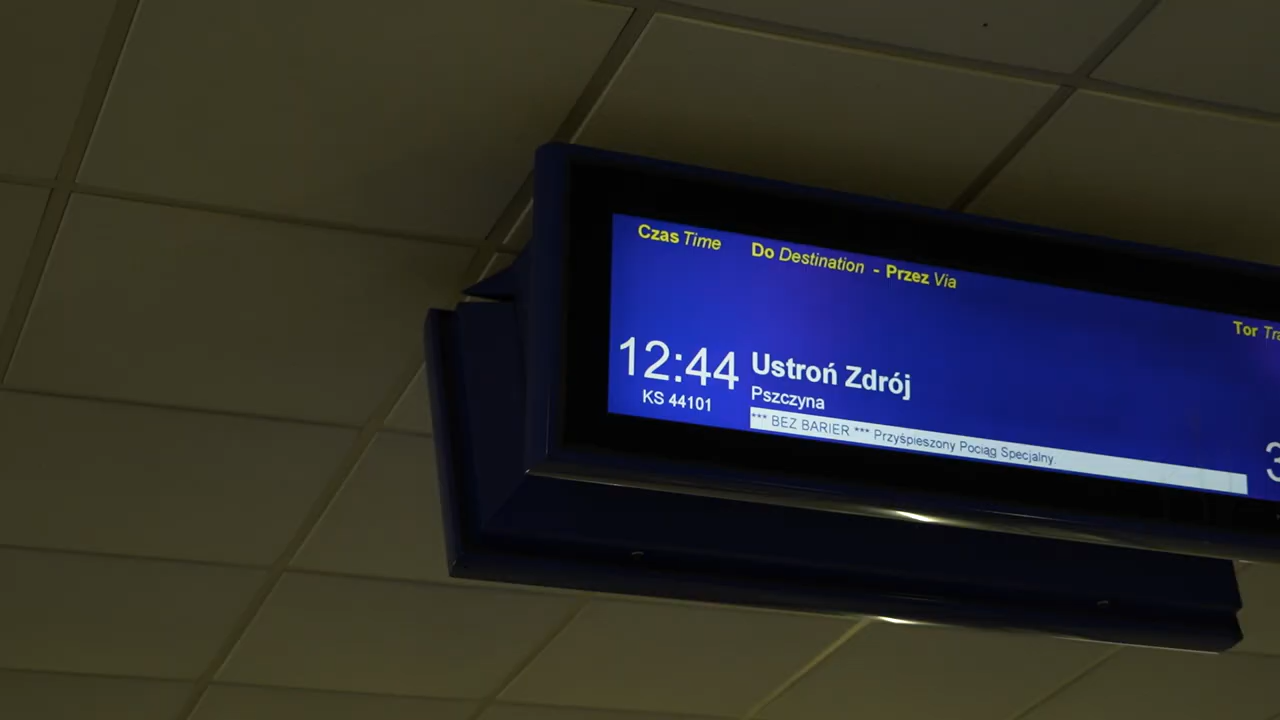 Czas Time Do Destination - Przez Via
Tor
12:44 Ustroń Zdrój
KS 44101 Pszczyna
*** BEZ BARIER *** Przyśpieszony Pociąg Specjalny.
3